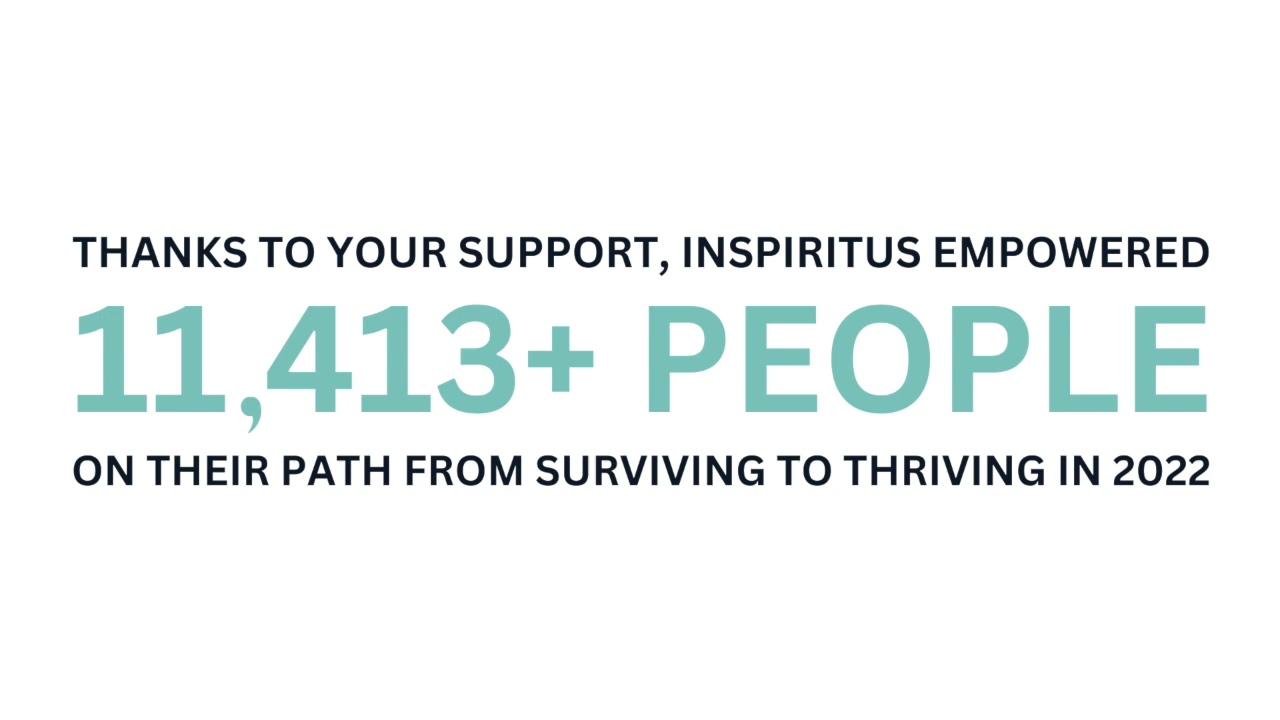 THANKS TO YOUR SUPPORT, INSPIRITUS EMPOWERED
11,413+ PEOPLE
ON THEIR PATH FROM SURVIVING TO THRIVING IN 2022